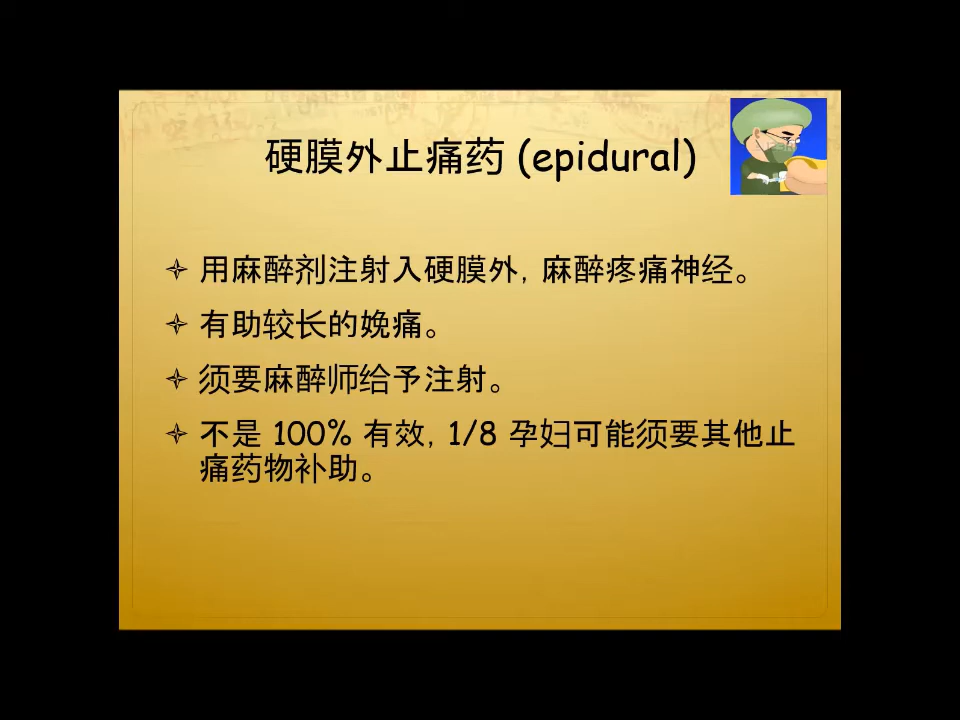 硬膜外止痛药 (epidural)
用麻醉剂注射入硬膜外, 麻醉疼痛神经。
有助较长的娩痛。
须要麻醉师给予注射。
不是 100% 有效, 1/8 孕妇可能须要其他止
痛药物补助。